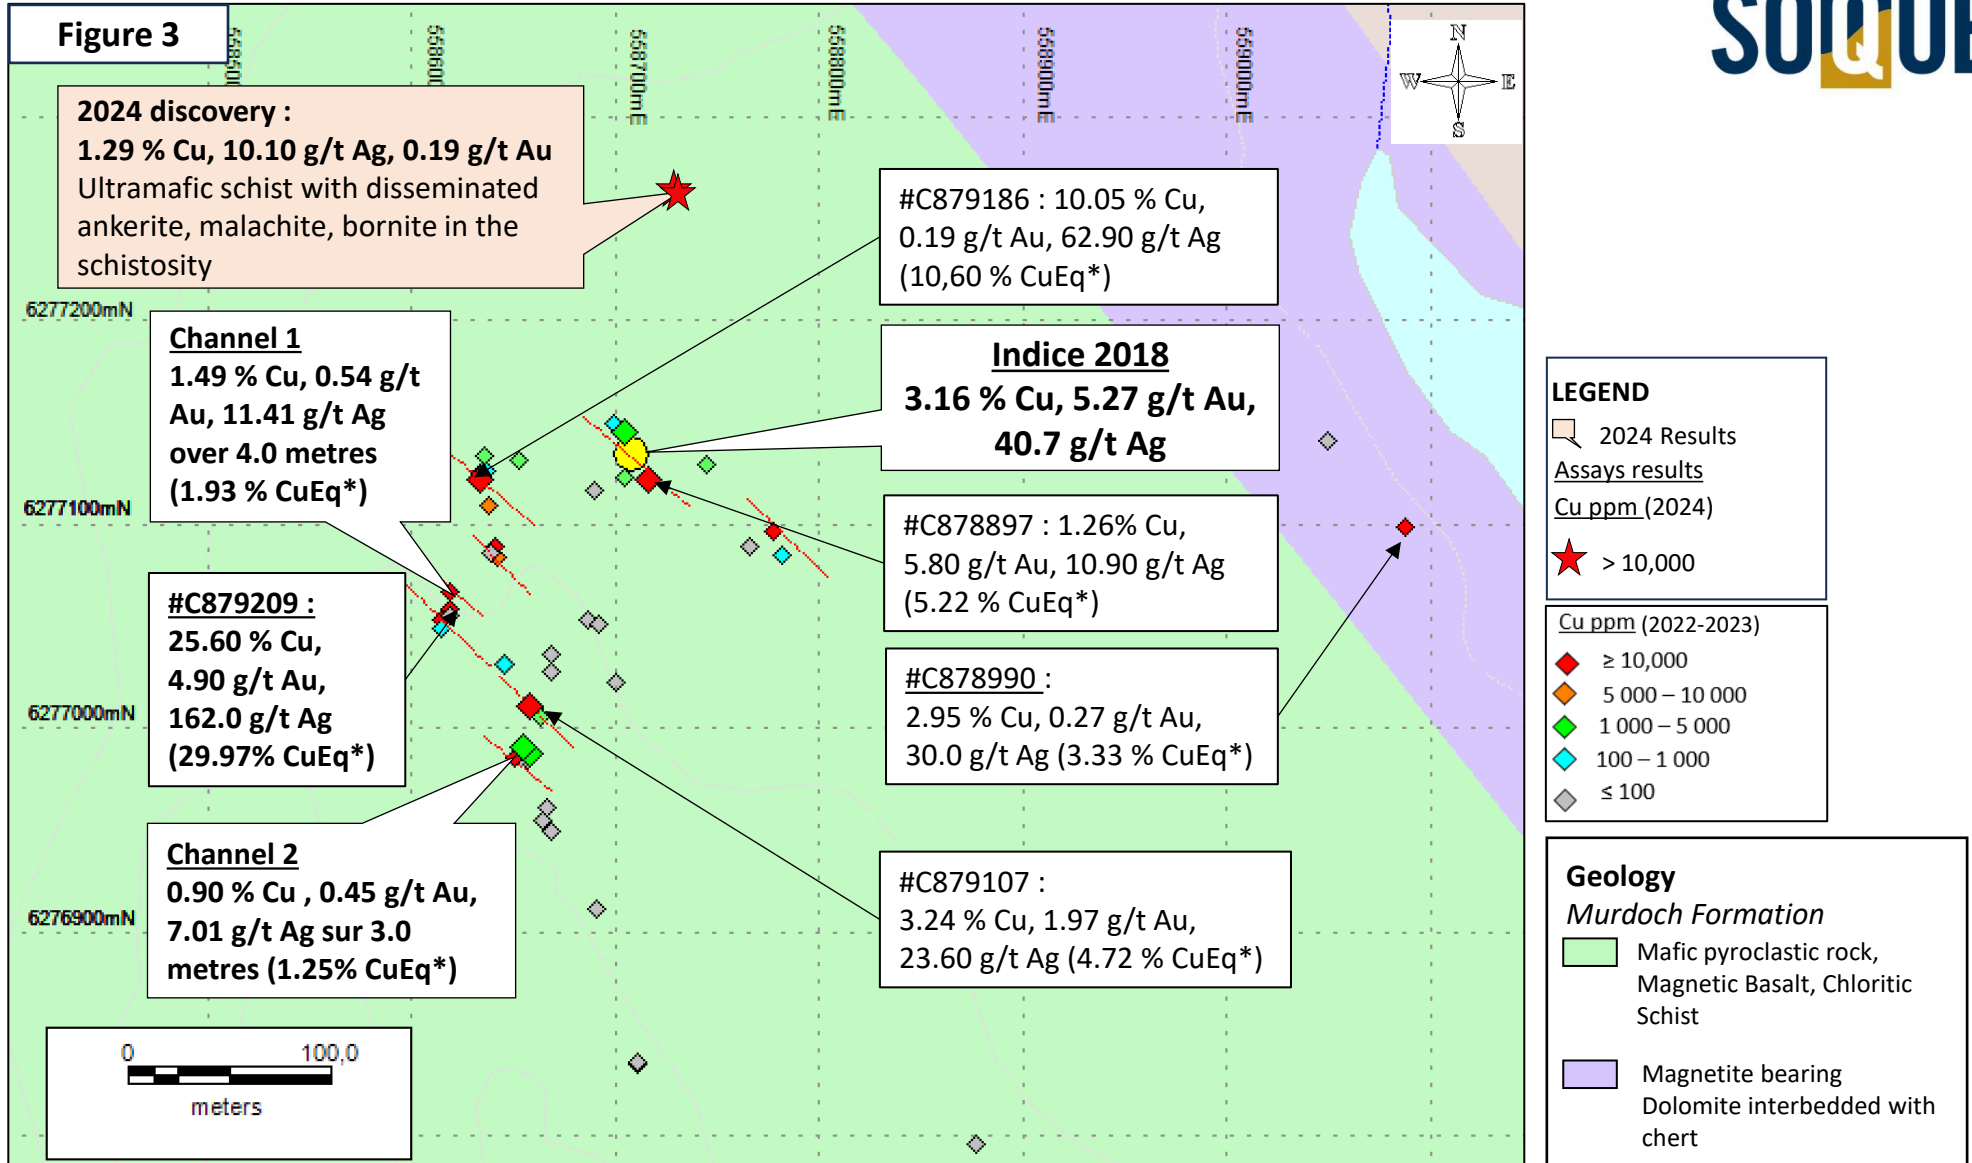 Figure 3
55850
55860
558700mE
558800mE
558900mE
559000mE
N
W
E
S
2024 discovery :
1.29 % Cu, 10.10 g/t Ag, 0.19 g/t Au
Ultramafic schist with disseminated
ankerite, malachite, bornite in the
schistosity
#C879186 : 10.05 % Cu,
0.19 g/t Au, 62.90 g/t Ag
(10,60 % CuEq*)
6277200mN
Channel 1
1.49 % Cu, 0.54 g/t
Au, 11.41 g/t Ag
over 4.0 metres
(1.93 % CuEq*)
Indice 2018
3.16 % Cu, 5.27 g/t Au,
40.7 g/t Ag
6277100mN
#C878897 : 1.26% Cu,
5.80 g/t Au, 10.90 g/t Ag
(5.22 % CuEq*)
#C879209 :
25.60 % Cu,
4.90 g/t Au,
162.0 g/t Ag
(29.97% CuEq*)
#C878990 :
2.95 % Cu, 0.27 g/t Au,
30.0 g/t Ag (3.33 % CuEq*)
6277000mN
Channel 2
0.90 % Cu , 0.45 g/t Au,
7.01 g/t Ag sur 3.0
metres (1.25% CuEq*)
#C879107 :
3.24 % Cu, 1.97 g/t Au,
23.60 g/t Ag (4.72 % CuEq*)
6276900mN
0 100,0
meters
SOQUE
LEGEND
2024 Results
Assays results
Cu ppm (2024)
> 10,000
Cu ppm (2022-2023)
≥ 10,000
5 000 – 10 000
1 000 – 5 000
100 – 1 000
≤ 100
Geology
Murdoch Formation
Mafic pyroclastic rock,
Magnetic Basalt, Chloritic
Schist
Magnetite bearing
Dolomite interbedded with
chert